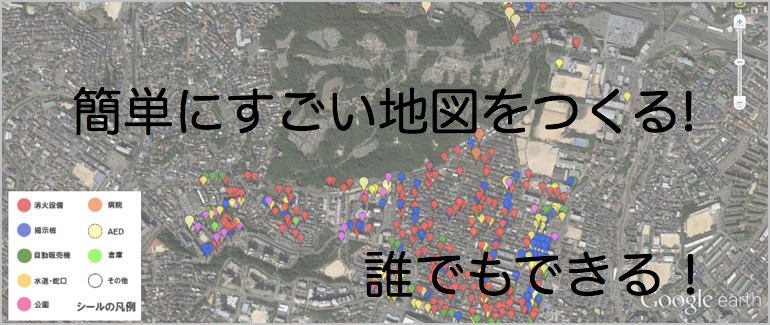 簡単にすごい地図をつくる!
誰でもできる！
消火設備
病院
掲示板
AED
自動販売機
倉庫
水道・蛇口
その他
公園
シールの凡例
Google earth